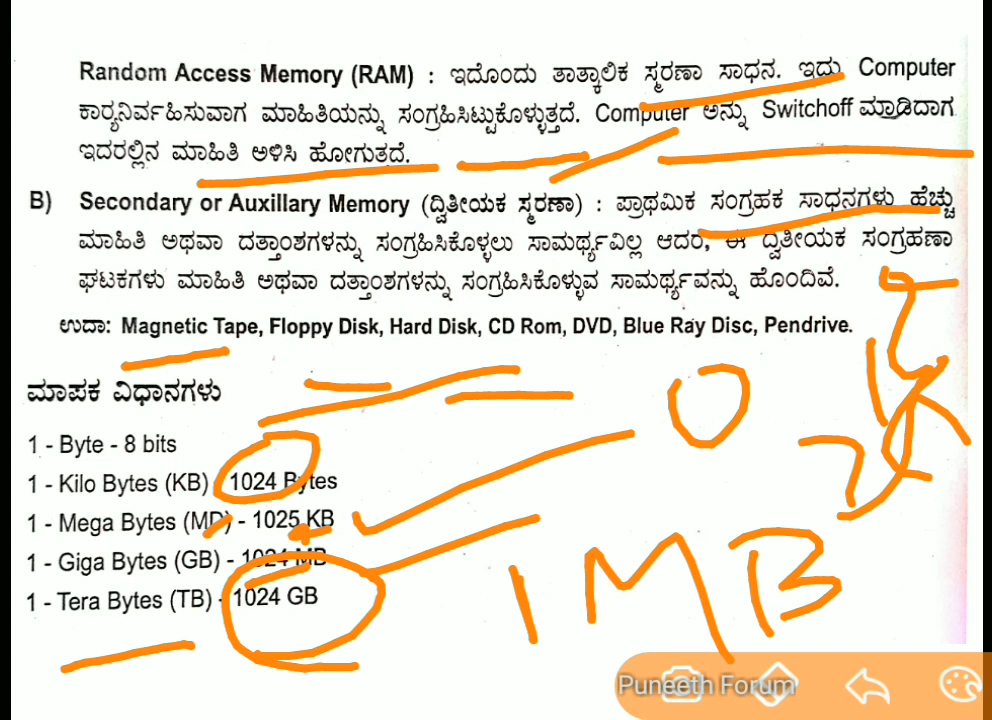 Random Access Memory (RAM) : ಇದೊಂದು ತಾತ್ಕಾಲಿಕ ಸ್ಮರಣಾ ಸಾಧನ. ಇದು Computer
ಕಾರ್‍ಯನಿರ್ವಹಿಸುವಾಗ ಮಾಹಿತಿಯನ್ನು ಸಂಗ್ರಹಿಸಿಟ್ಟುಕೊಳ್ಳುತ್ತದೆ. Computer ಅನ್ನು Switchoff ಮಾಡಿದಾಗ
ಇದರಲ್ಲಿನ ಮಾಹಿತಿ ಅಳಿಸಿ ಹೋಗುತ್ತದೆ.
B) Secondary or Auxillary Memory (ದ್ವಿತೀಯಕ ಸ್ಮರಣಾ) : ಪ್ರಾಥಮಿಕ ಸಂಗ್ರಹಕ ಸಾಧನಗಳು ಹೆಚ್ಚು
ಮಾಹಿತಿ ಅಥವಾ ದತ್ತಾಂಶಗಳನ್ನು ಸಂಗ್ರಹಿಸಿಕೊಳ್ಳಲು ಸಾಮರ್ಥ್ಯವಿಲ್ಲ ಆದರೆ, ಈ ದ್ವಿತೀಯಕ ಸಂಗ್ರಹಣಾ
ಘಟಕಗಳು ಮಾಹಿತಿ ಅಥವಾ ದತ್ತಾಂಶಗಳನ್ನು ಸಂಗ್ರಹಿಸಿಕೊಳ್ಳುವ ಸಾಮರ್ಥ್ಯವನ್ನು ಹೊಂದಿವೆ.
ಉದಾ: Magnetic Tape, Floppy Disk, Hard Disk, CD Rom, DVD, Blue Ray Disc, Pendrive.
ಮಾಪಕ ವಿಧಾನಗಳು
1 - Byte - 8 bits
1 - Kilo Bytes (KB) - 1024 Bytes
1 - Mega Bytes (MD) - 1025 KB
1 - Giga Bytes (GB) - 1024 MB
1 - Tera Bytes (TB) - 1024 GB
1 MB
Puneeth Forum